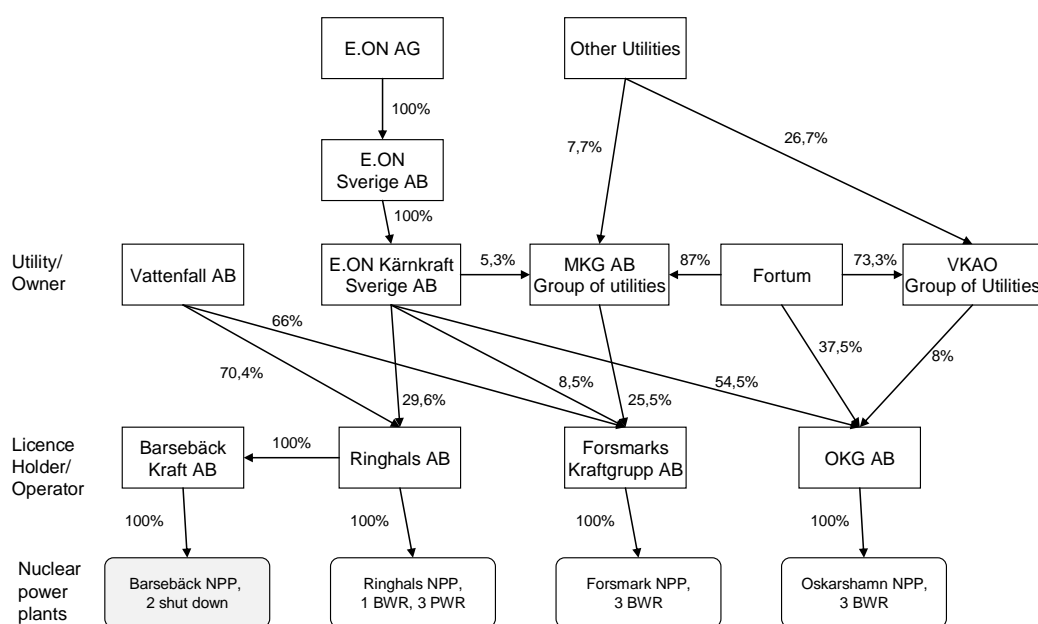 E.ON AG
Other Utilities
100%
7,7%
26,7%
E.ON
Sverige AB
100%
Utility/
Owner
Vattenfall AB
E.ON Kärnkraft
Sverige AB
5,3%
MKG AB
Group of utilities
87%
Fortum
73,3%
VKAO
Group of Utilities
66%
70,4%
29,6%
8,5%
25,5%
54,5%
37,5%
8%
Licence
Holder/
Operator
Barsebäck
Kraft AB
100%
Ringhals AB
Forsmarks
Kraftgrupp AB
OKG AB
100%
100%
100%
100%
Nuclear
power
plants
Barsebäck NPP,
2 shut down
Ringhals NPP,
1 BWR, 3 PWR
Forsmark NPP,
3 BWR
Oskarshamn NPP,
3 BWR